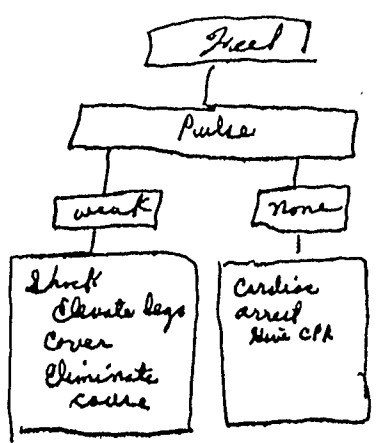 Feel
Pulse
weak
none
Shock
Elevate legs
Cover
Eliminate
cause
Cardiac
arrest
Give CPR